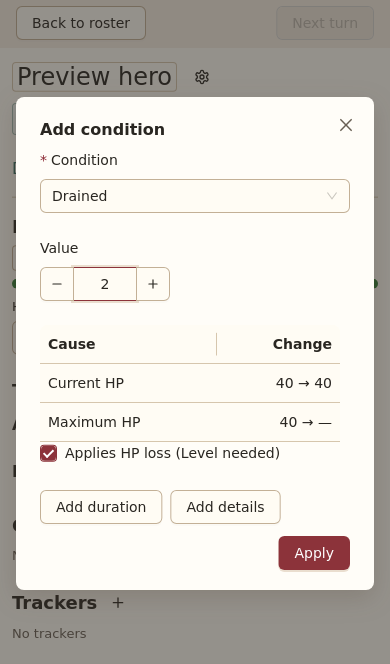 Back to roster
Next turn
Preview hero
Add condition
* Condition
Drained
Value
2
Cause Change
Current HP 40 → 40
Maximum HP 40 → —
Applies HP loss (Level needed)
Add duration Add details
Apply
Trackers +
No trackers